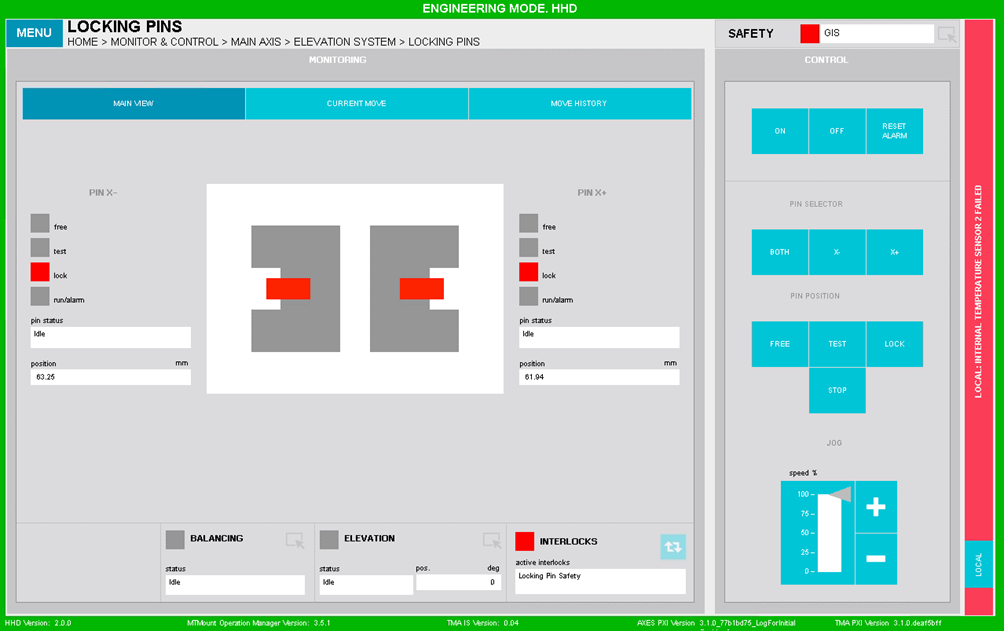 ENGINEERING MODE. HHD
MENU
LOCKING PINS
HOME > MONITOR & CONTROL > MAIN AXIS > ELEVATION SYSTEM > LOCKING PINS
SAFETY
GIS
MONITORING
MAIN VIEW
CURRENT MOVE
MOVE HISTORY
PIN X-
free
test
lock
run/alarm
pin status
Idle
position mm
63.25
PIN X+
free
test
lock
run/alarm
pin status
Idle
position mm
61.94
BALANCING
status
Idle
ELEVATION
status
Idle
pos. deg
0
INTERLOCKS
active interlocks
Locking Pin Safety
CONTROL
ON
OFF
RESET
ALARM
PIN SELECTOR
BOTH
X-
X+
PIN POSITION
FREE
TEST
LOCK
STOP
JOG
speed %
100
75
50
25
0
+
-
LOCAL: INTERNAL TEMPERATURE SENSOR 2 FAILED
LOCAL
HHD Version: 2.0.0
MTMount Operation Manager Version: 3.5.1
TMA IS Version: 0.04
AXES PXI Version 3.1.0_77b1bd75_LogForInitial
TMA PXI Version 3.1.0.deaf5bff